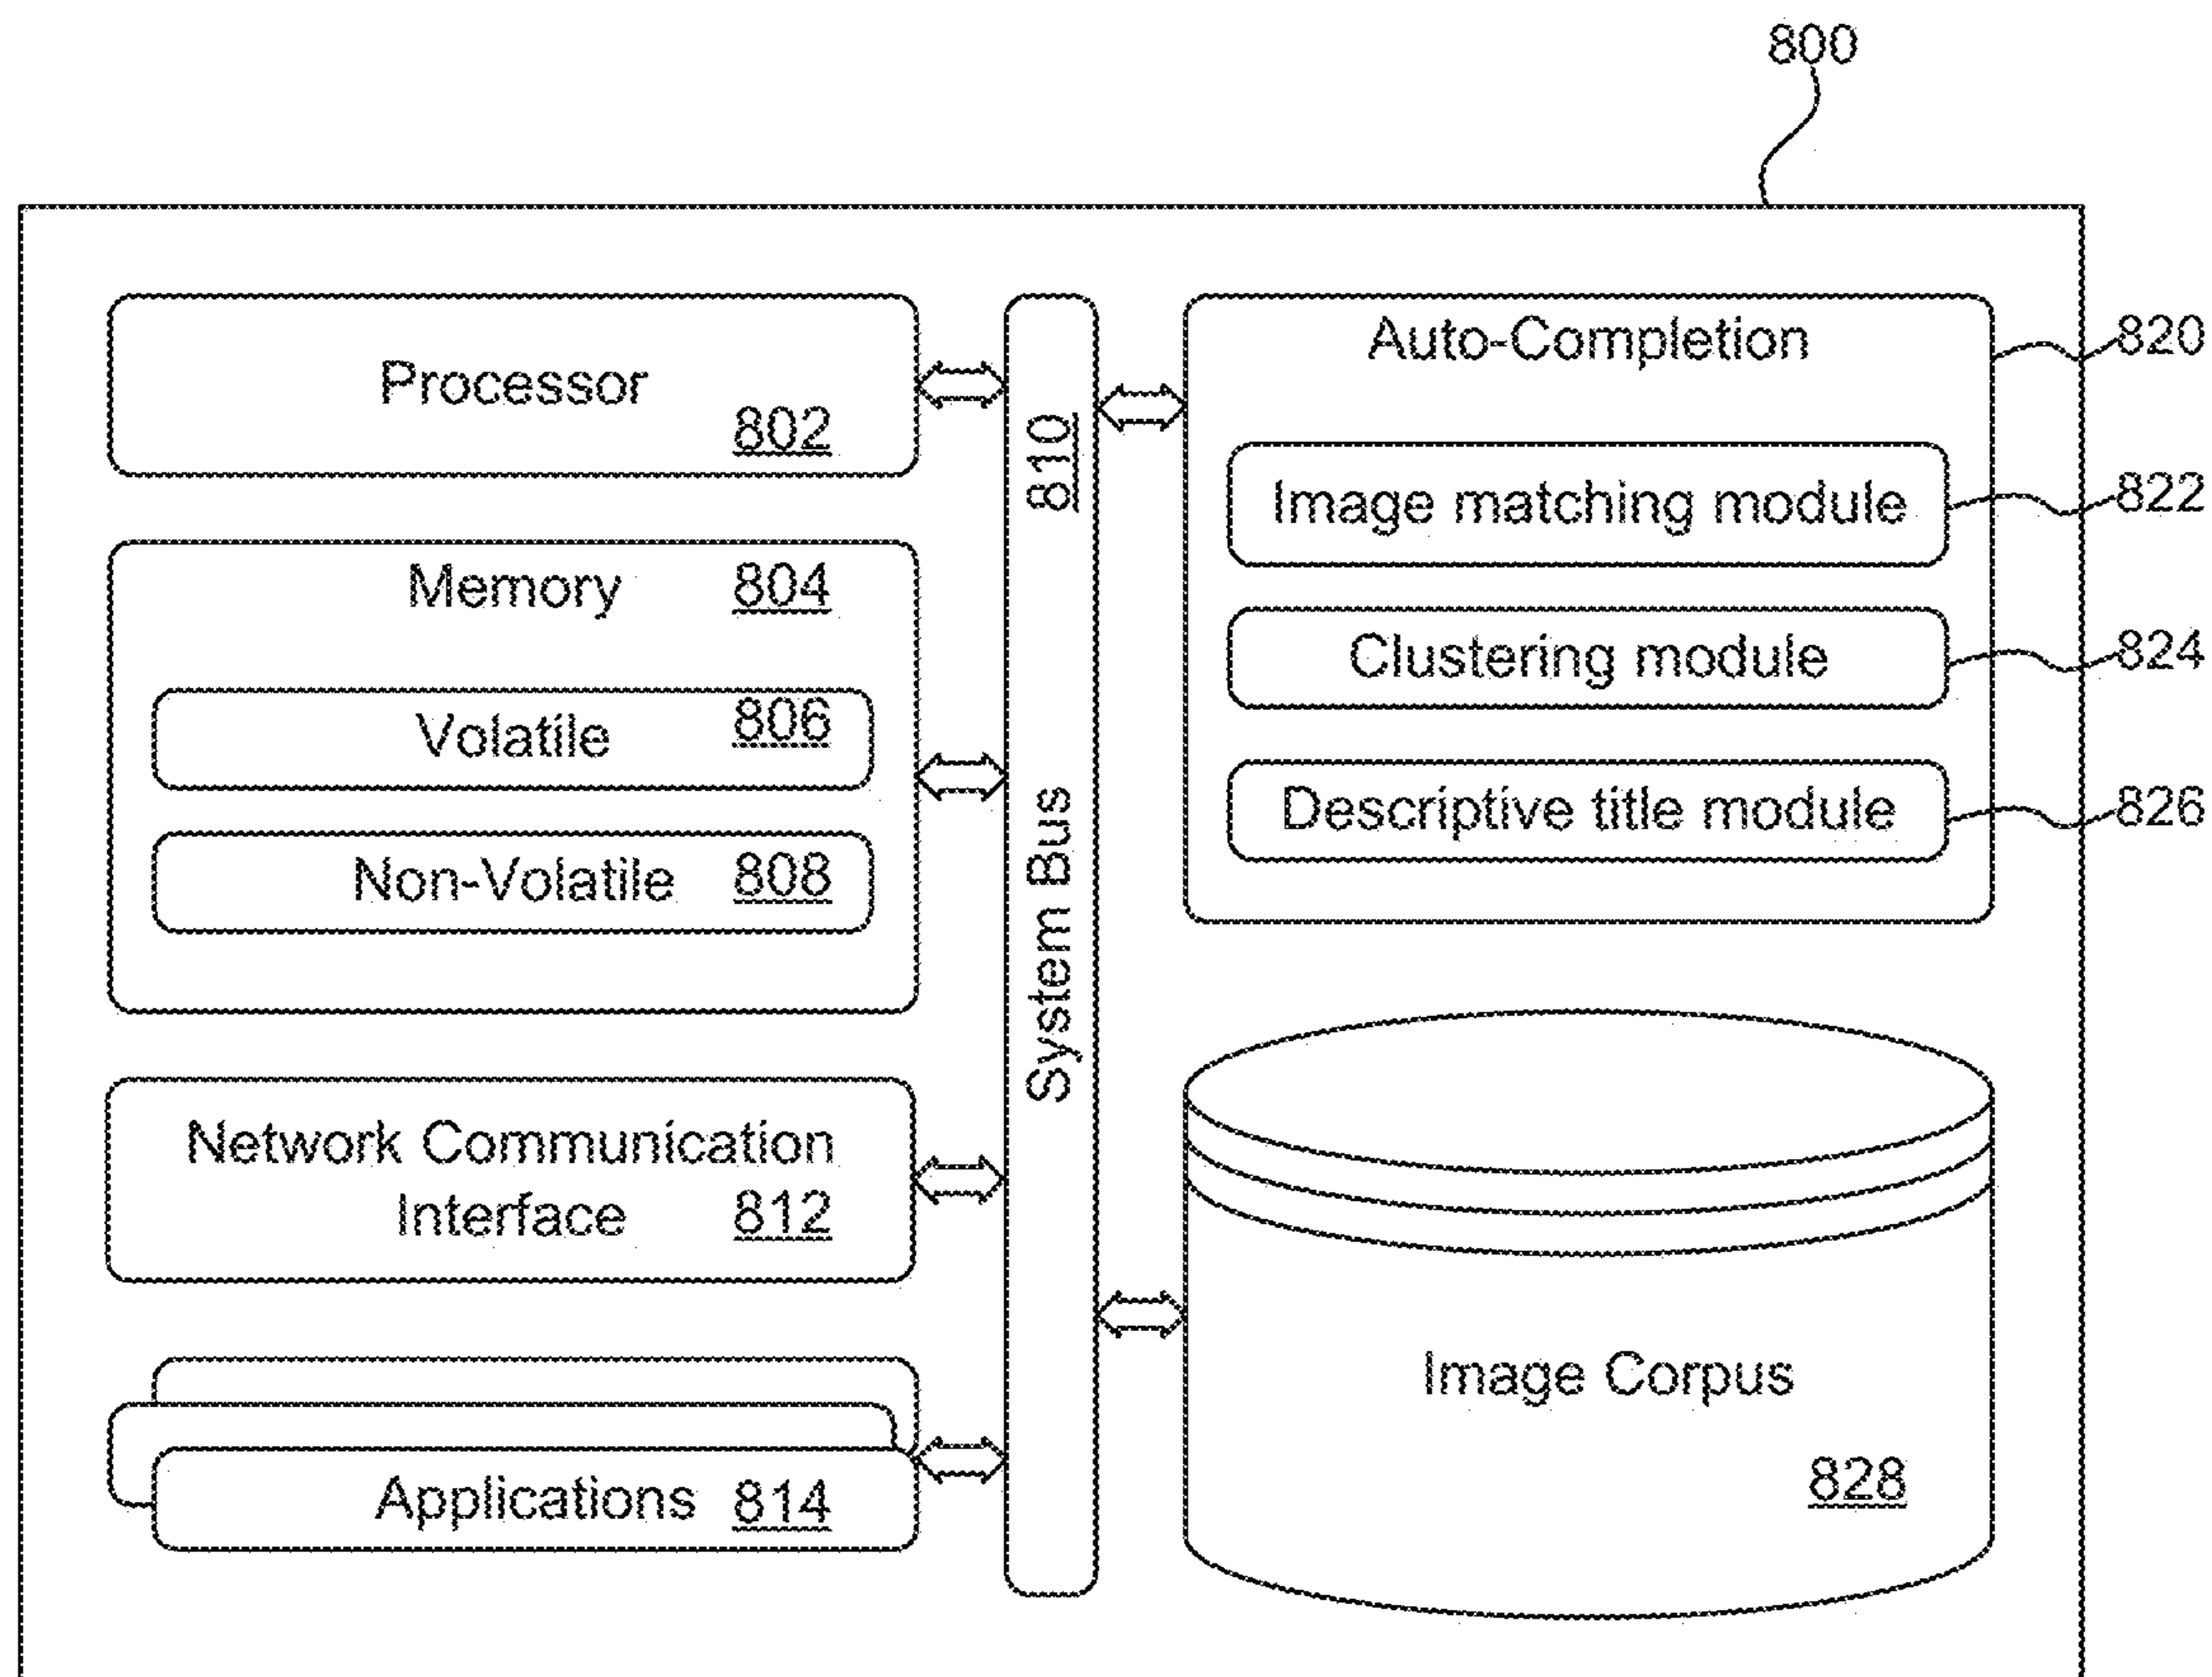 800
Processor
802
Memory 804
Volatile 806
Non-Volatile 808
Network Communication
Interface 812
Applications 814
System Bus 810
Auto-Completion 820
Image matching module 822
Clustering module 824
Descriptive title module 826
Image Corpus
828